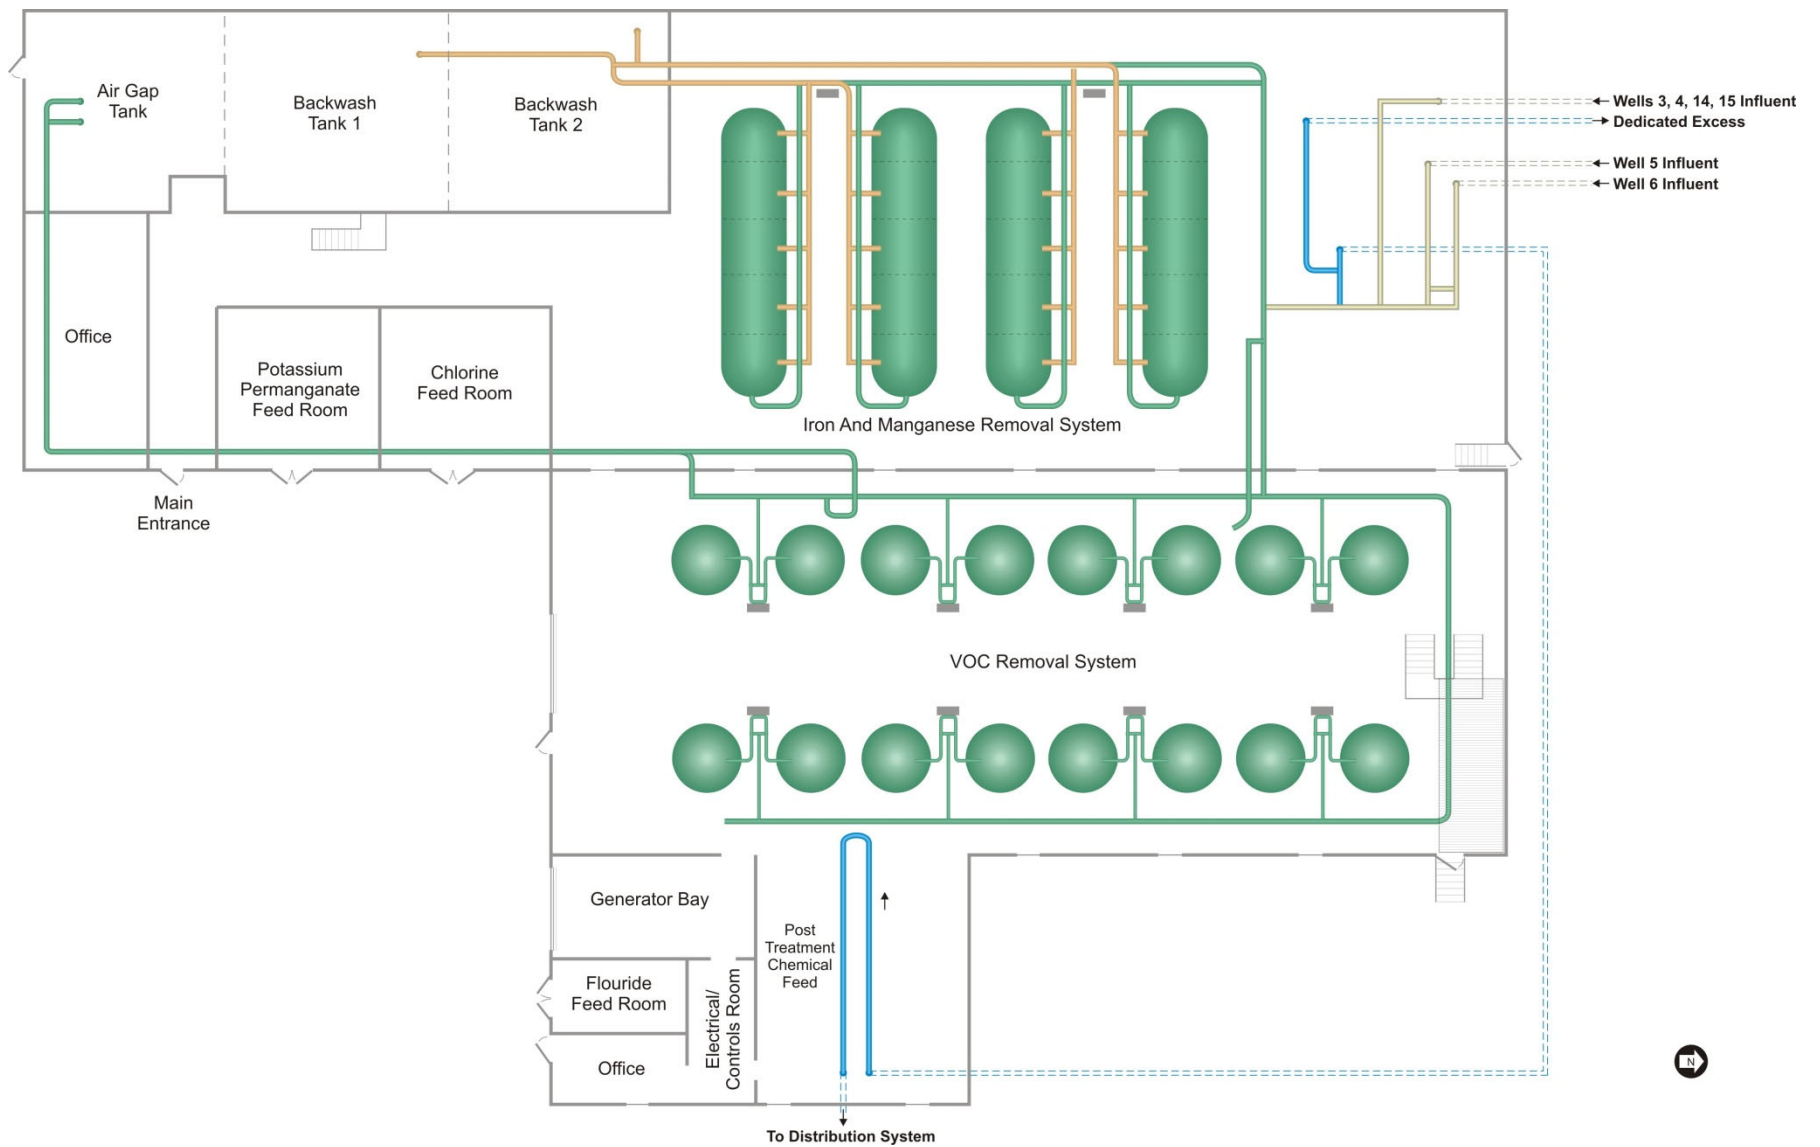 Air Gap
Tank
Backwash
Tank 1
Backwash
Tank 2
Wells 3, 4, 14, 15 Influent
Dedicated Excess
Well 5 Influent
Well 6 Influent
Office
Potassium
Permanganate
Feed Room
Chlorine
Feed Room
Iron And Manganese Removal System
Main
Entrance
VOC Removal System
Generator Bay
Post
Treatment
Chemical
Feed
Flouride
Feed Room
Electrical/
Controls Room
Office
N
To Distribution System